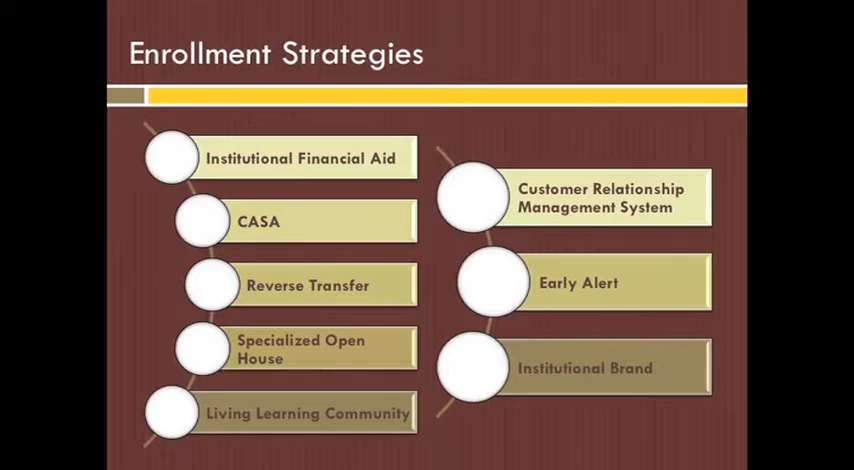 Enrollment Strategies
Institutional Financial Aid
CASA
Reverse Transfer
Specialized Open
House
Living Learning Community
Customer Relationship
Management System
Early Alert
Institutional Brand